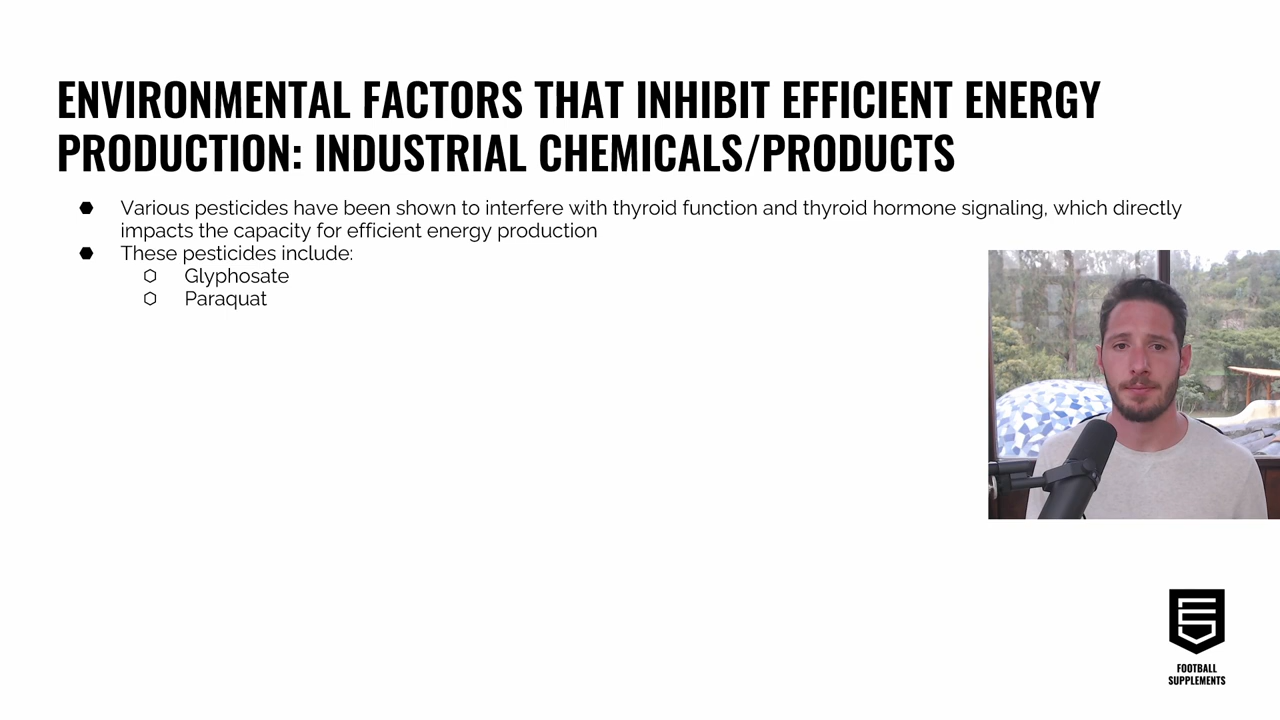 ENVIRONMENTAL FACTORS THAT INHIBIT EFFICIENT ENERGY
PRODUCTION: INDUSTRIAL CHEMICALS/PRODUCTS
Various pesticides have been shown to interfere with thyroid function and thyroid hormone signaling, which directly
impacts the capacity for efficient energy production
These pesticides include:
Glyphosate
Paraquat
FOOTBALL
SUPPLEMENTS